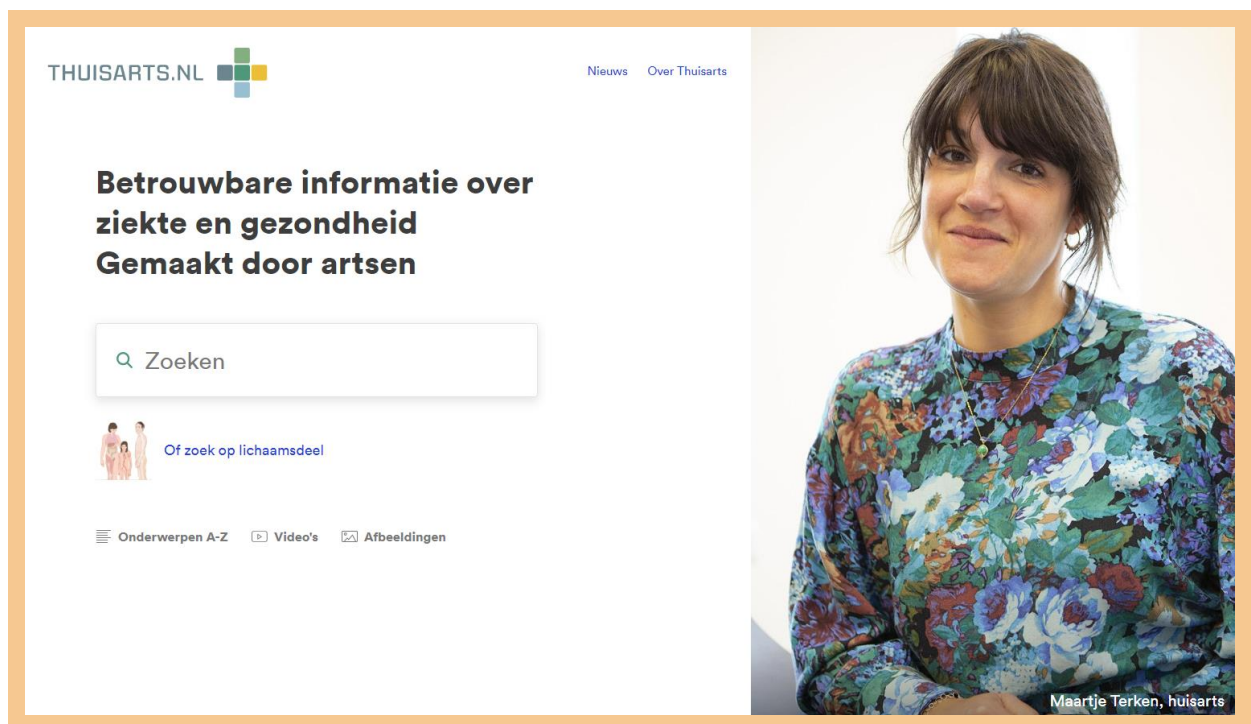 THUISARTS.NL
Nieuws Over Thuisarts
Betrouwbare informatie over
ziekte en gezondheid
Gemaakt door artsen
Zoeken
Of zoek op lichaamsdeel
Onderwerpen A-Z Video's Afbeeldingen
Maartje Terken, huisarts